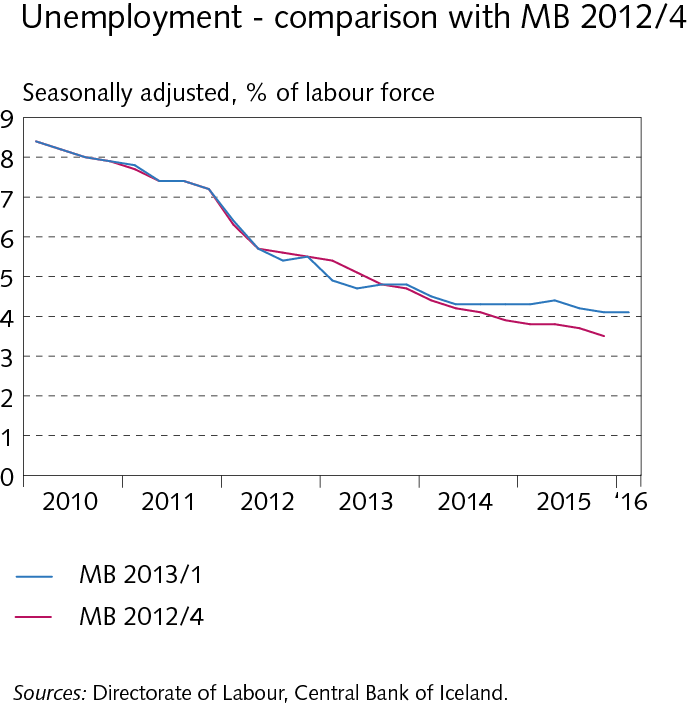 Unemployment - comparison with MB 2012/4
Seasonally adjusted, % of labour force
9
8
7
6
5
4
3
2
1
0
2010 2011 2012 2013 2014 2015 '16
MB 2013/1
MB 2012/4
Sources: Directorate of Labour, Central Bank of Iceland.